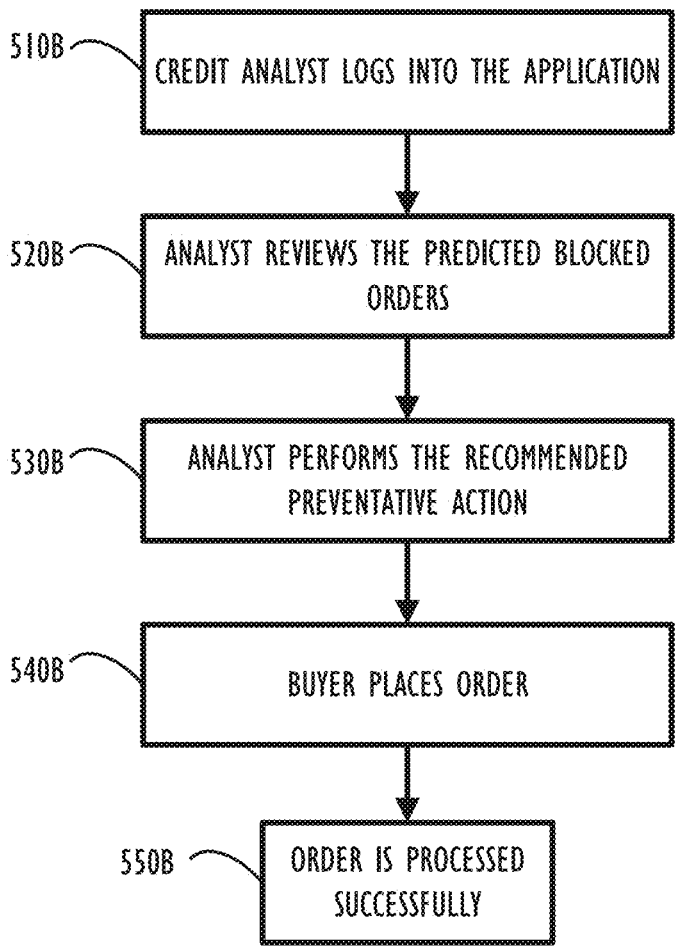 510B
CREDIT ANALYST LOGS INTO THE APPLICATION
520B
ANALYST REVIEWS THE PREDICTED BLOCKED
ORDERS
530B
ANALYST PERFORMS THE RECOMMENDED
PREVENTATIVE ACTION
540B
BUYER PLACES ORDER
550B
ORDER IS PROCESSED
SUCCESSFULLY